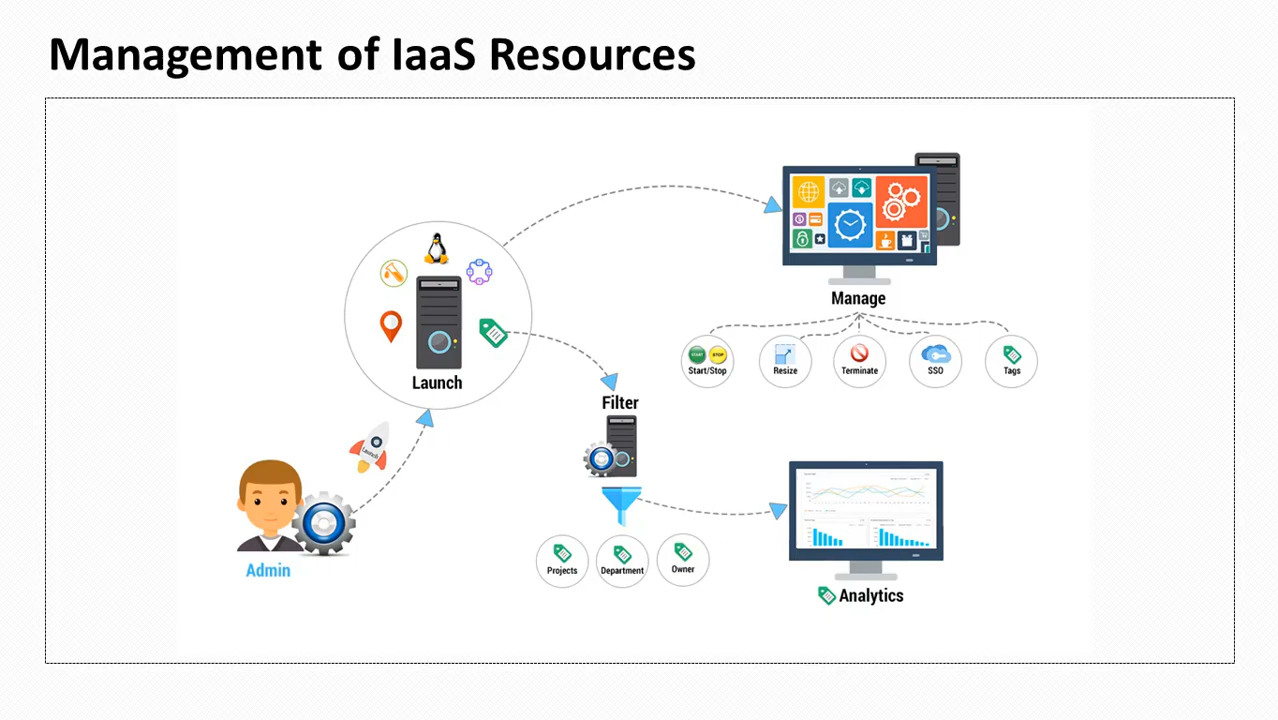 Management of IaaS Resources
Manage
START
STOP
Start/Stop
Resize
Terminate
SSO
Tags
Launch
Filter
Launch
Admin
Projects
Department
Owner
Analytics